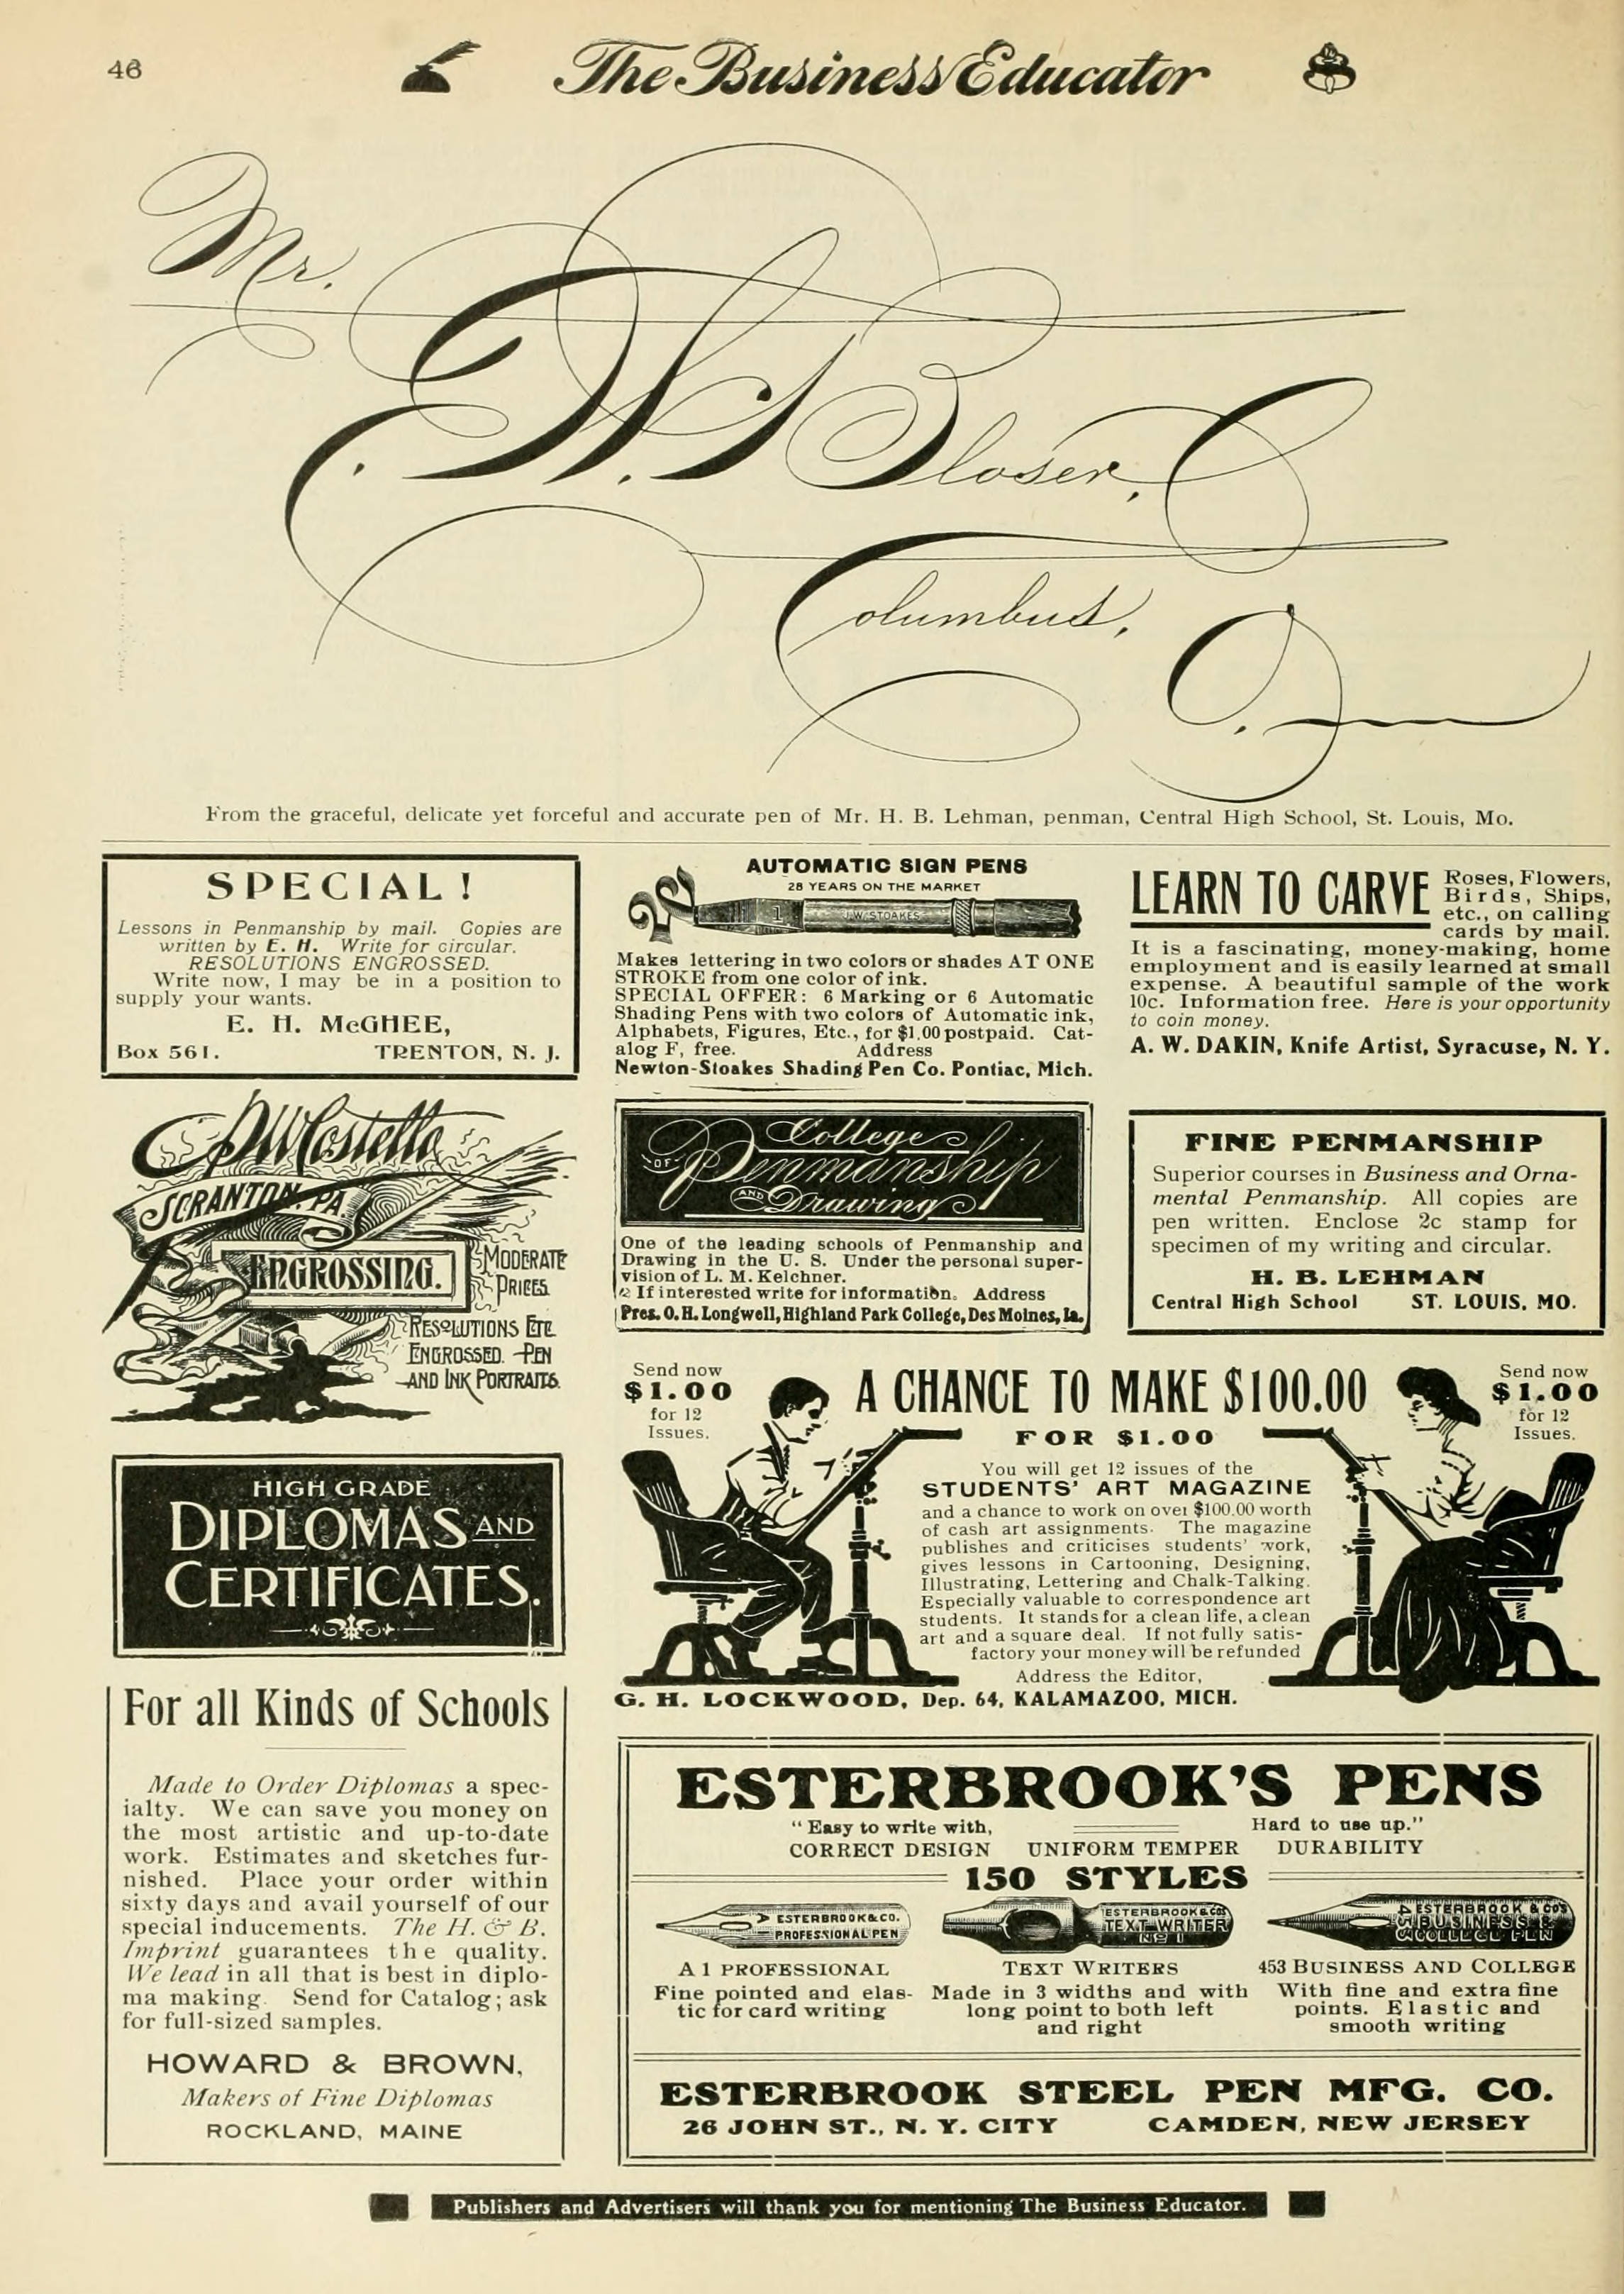 46
The Business Educator
Mr.
E. W. Bloser, C
Columbus,
O.
From the graceful, delicate yet forceful and accurate pen of Mr. H. B. Lehman, penman, Central High School, St. Louis, Mo.
SPECIAL!
Lessons in Penmanship by mail. Copies are
written by E. H. Write for circular.
RESOLUTIONS ENGROSSED.
Write now, I may be in a position to
supply your wants.
E. H. McGHEE,
Box 561. TRENTON, N. J.
AUTOMATIC SIGN PENS
28 YEARS ON THE MARKET
1 J.W. STOAKES
Makes lettering in two colors or shades AT ONE
STROKE from one color of ink.
SPECIAL OFFER: 6 Marking or 6 Automatic
Shading Pens with two colors of Automatic ink,
Alphabets, Figures, Etc., for $1.00 postpaid. Cat-
alog F, free. Address
Newton-Stoakes Shading Pen Co. Pontiac, Mich.
LEARN TO CARVE Roses, Flowers,
Birds, Ships,
etc., on calling
cards by mail.
It is a fascinating, money-making, home
employment and is easily learned at small
expense. A beautiful sample of the work
10c. Information free. Here is your opportunity
to coin money.
A. W. DAKIN, Knife Artist, Syracuse, N. Y.
P W Costello
SCRANTON, PA.
ENGROSSING.
MODERATE
PRICES.
RESOLUTIONS ETC.
ENGROSSED. PEN
AND INK PORTRAITS.
College
OF Penmanship
AND Drawing
One of the leading schools of Penmanship and
Drawing in the U. S. Under the personal super-
vision of L. M. Kelchner.
If interested write for information. Address
Pres. O. H. Longwell, Highland Park College, Des Moines, Ia.
FINE PENMANSHIP
Superior courses in Business and Orna-
mental Penmanship. All copies are
pen written. Enclose 2c stamp for
specimen of my writing and circular.
H. B. LEHMAN
Central High School ST. LOUIS, MO.
HIGH GRADE
DIPLOMAS AND
CERTIFICATES.
For all Kinds of Schools
Made to Order Diplomas a spec-
ialty. We can save you money on
the most artistic and up-to-date
work. Estimates and sketches fur-
nished. Place your order within
sixty days and avail yourself of our
special inducements. The H. & B.
Imprint guarantees the quality.
We lead in all that is best in diplo-
ma making. Send for Catalog; ask
for full-sized samples.
HOWARD & BROWN,
Makers of Fine Diplomas
ROCKLAND, MAINE
Send now
$1.00
for 12
Issues.
A CHANCE TO MAKE $100.00
FOR $1.00
Send now
$1.00
for 12
Issues.
You will get 12 issues of the
STUDENTS' ART MAGAZINE
and a chance to work on over $100.00 worth
of cash art assignments. The magazine
publishes and criticises students' work,
gives lessons in Cartooning, Designing,
Illustrating, Lettering and Chalk-Talking.
Especially valuable to correspondence art
students. It stands for a clean life, a clean
art and a square deal. If not fully satis-
factory your money will be refunded
Address the Editor,
G. H. LOCKWOOD, Dep. 64, KALAMAZOO, MICH.
ESTERBROOK'S PENS
"Easy to write with, Hard to use up."
CORRECT DESIGN UNIFORM TEMPER DURABILITY
150 STYLES
ESTERBROOK & CO.
PROFESSIONAL PEN
ESTERBROOK & CO'S
TEXT WRITER
No 1
ESTERBROOK & CO'S
453 BUSINESS &
COLLEGE PEN
A 1 PROFESSIONAL
Fine pointed and elas-
tic for card writing
TEXT WRITERS
Made in 3 widths and with
long point to both left
and right
453 BUSINESS AND COLLEGE
With fine and extra fine
points. Elastic and
smooth writing
ESTERBROOK STEEL PEN MFG. CO.
26 JOHN ST., N. Y. CITY CAMDEN, NEW JERSEY
Publishers and Advertisers will thank you for mentioning The Business Educator.